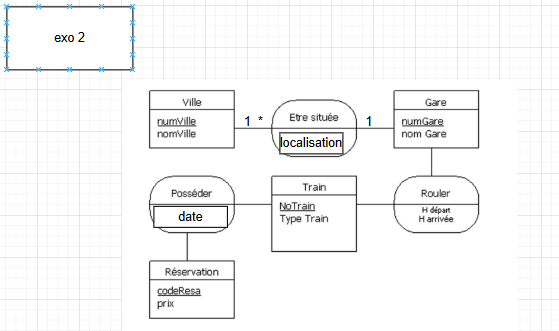 exo 2
Ville
numVille
nomVille
1 *
Etre située
localisation
1
Gare
numGare
nom Gare
Posséder
date
Train
NoTrain
Type Train
Rouler
H départ
H arrivée
Réservation
codeResa
prix